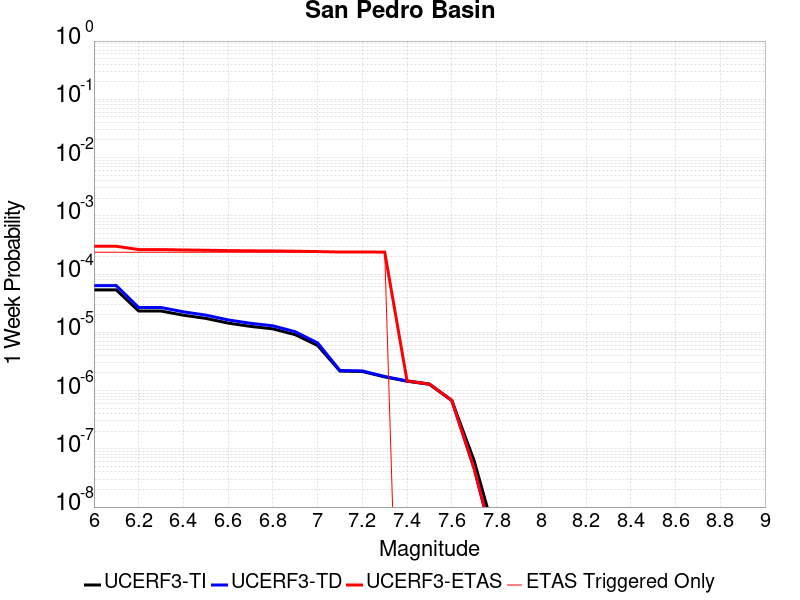 San Pedro Basin
10^0
10^-1
10^-2
10^-3
10^-4
10^-5
10^-6
10^-7
10^-8
1 Week Probability
6 6.2 6.4 6.6 6.8 7 7.2 7.4 7.6 7.8 8 8.2 8.4 8.6 8.8 9
Magnitude
UCERF3-TI UCERF3-TD UCERF3-ETAS ETAS Triggered Only